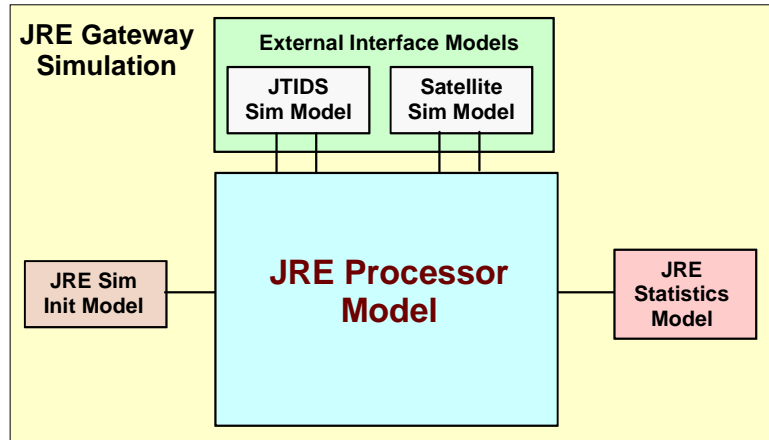 JRE Gateway
Simulation
External Interface Models
JTIDS
Sim Model
Satellite
Sim Model
JRE Sim
Init Model
JRE Processor
Model
JRE
Statistics
Model